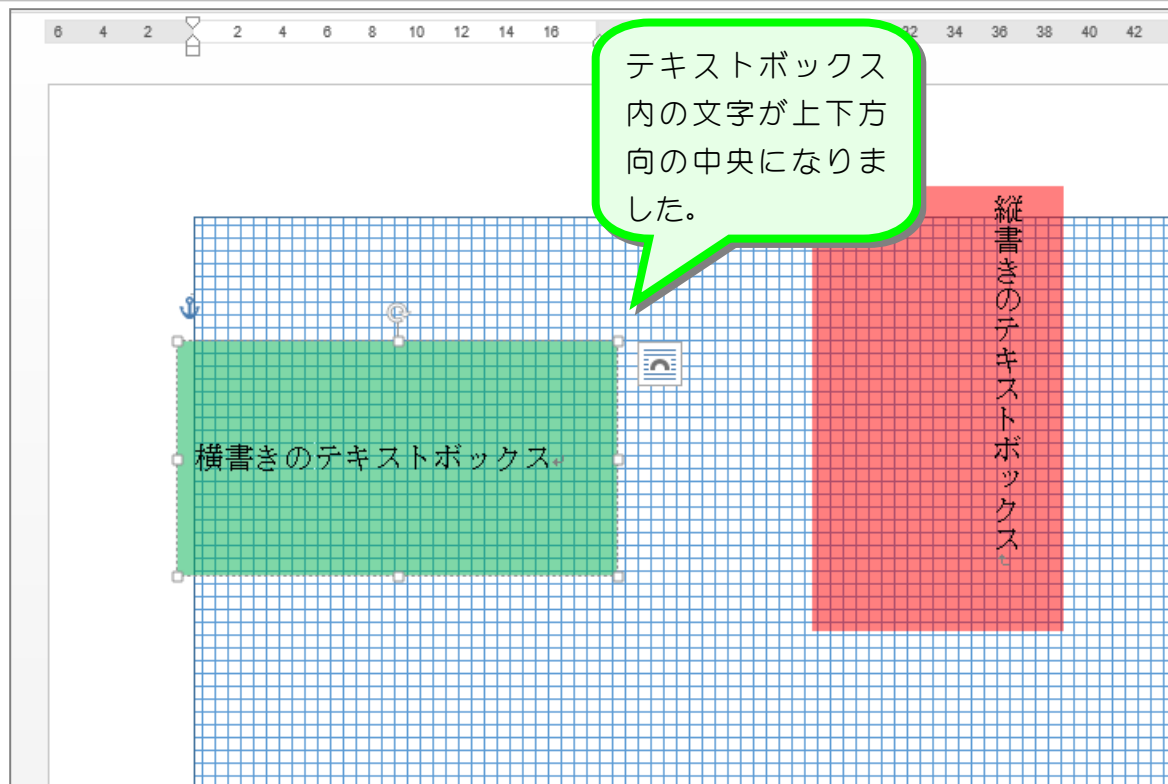 6 4 2 2 4 6 8 10 12 14 16 32 34 36 38 40 42
テキストボックス
内の文字が上下方
向の中央になりま
した。
縦書きのテキストボックス
横書きのテキストボックス